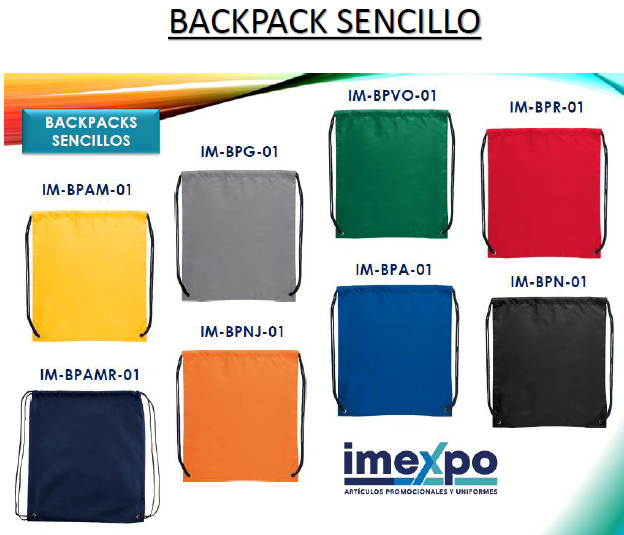 BACKPACK SENCILLO
BACKPACKS
SENCILLOS
IM-BPVO-01
IM-BPR-01
IM-BPG-01
IM-BPAM-01
IM-BPA-01
IM-BPN-01
IM-BPNJ-01
IM-BPAMR-01
imexpo
ARTÍCULOS PROMOCIONALES Y UNIFORMES